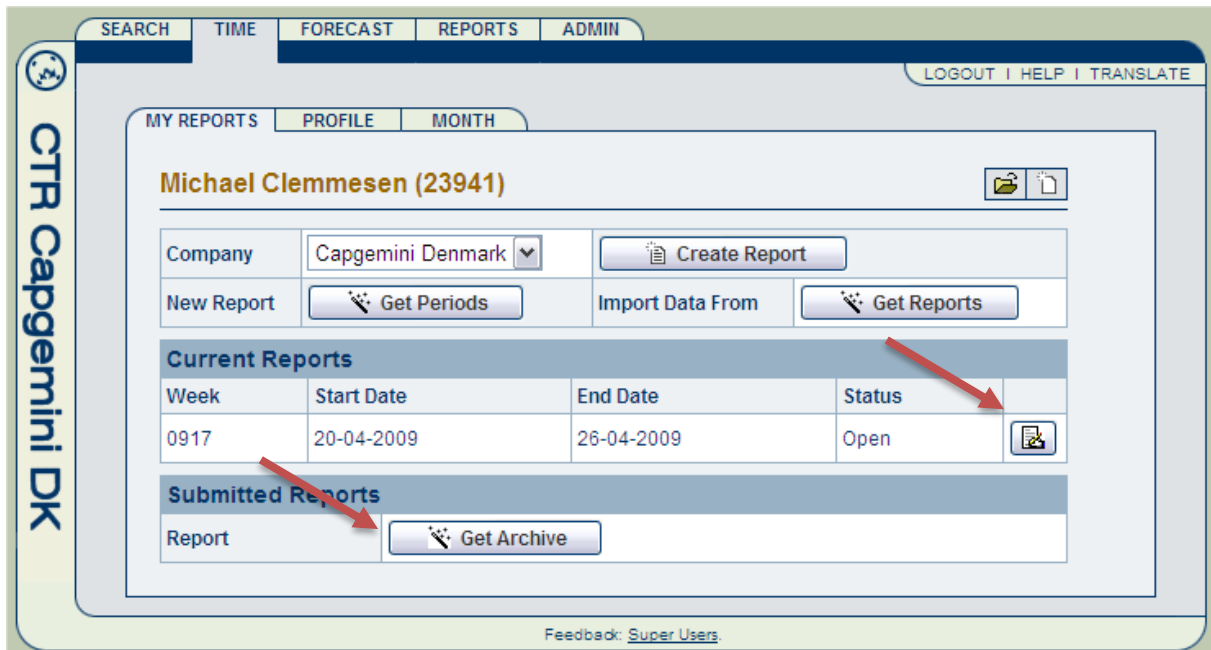 SEARCH TIME FORECAST REPORTS ADMIN
LOGOUT I HELP I TRANSLATE
CTR Capgemini DK
MY REPORTS PROFILE MONTH
Michael Clemmesen (23941)
Company Capgemini Denmark Create Report
New Report Get Periods Import Data From Get Reports
Current Reports
Week Start Date End Date Status
0917 20-04-2009 26-04-2009 Open
Submitted Reports
Report Get Archive
Feedback: Super Users.